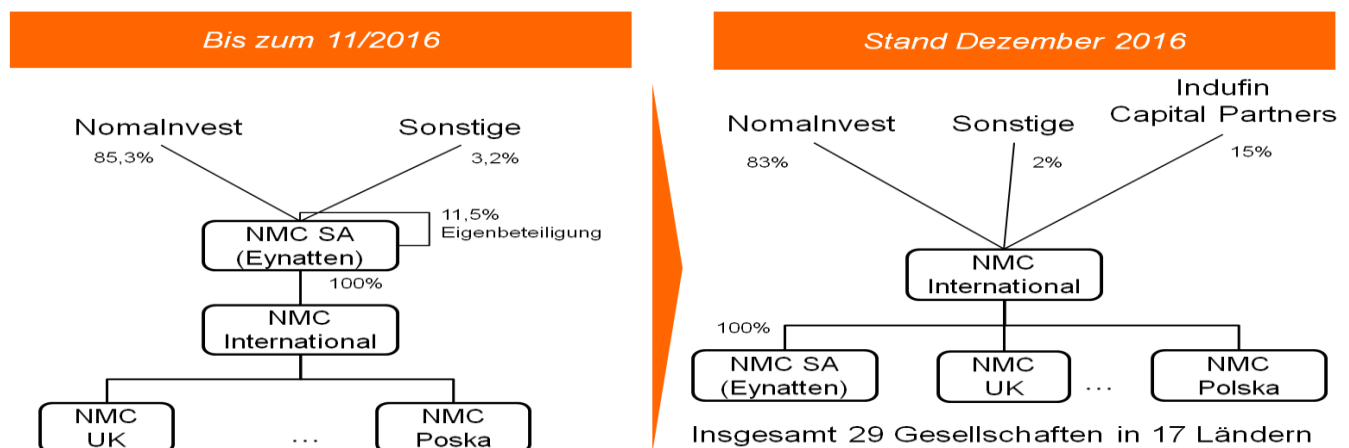 Bis zum 11/2016
NomaInvest
Sonstige
85,3%
3,2%
11,5%
Eigenbeteiligung
NMC SA
(Eynatten)
100%
NMC
International
NMC
UK
...
NMC
Poska
Stand Dezember 2016
Indufin
Capital Partners
NomaInvest
Sonstige
83%
2%
15%
NMC
International
100%
NMC SA
(Eynatten)
NMC
UK
...
NMC
Polska
Insgesamt 29 Gesellschaften in 17 Ländern